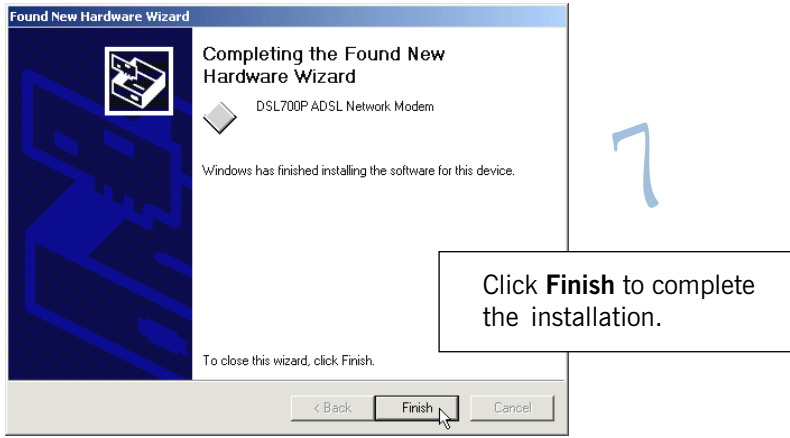 Found New Hardware Wizard
Completing the Found New
Hardware Wizard
DSL700P ADSL Network Modem
Windows has finished installing the software for this device.
To close this wizard, click Finish.
< Back
Finish
Cancel
7
Click Finish to complete
the installation.